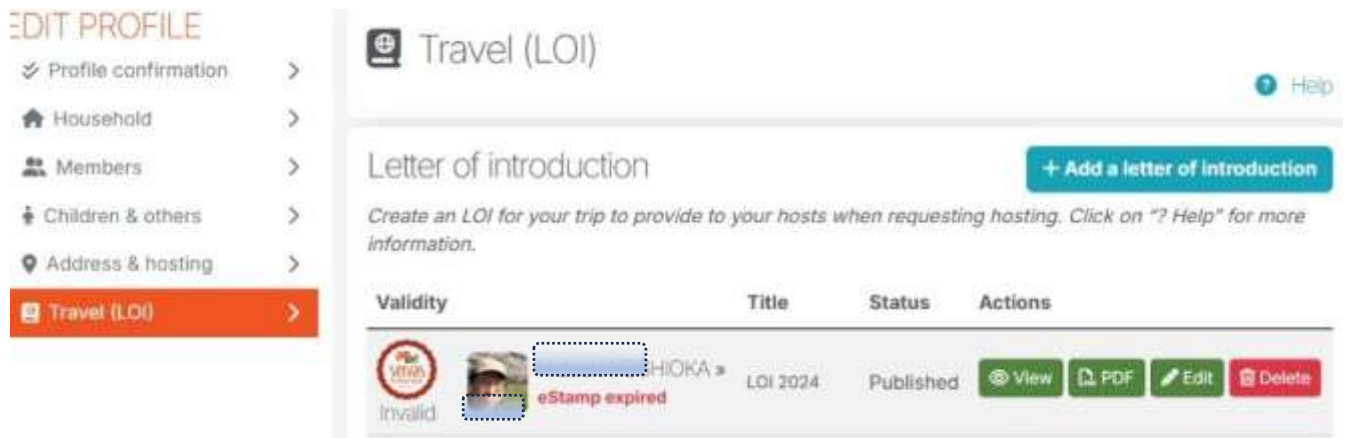 EDIT PROFILE
Profile confirmation
Household
Members
Children & others
Address & hosting
Travel (LOI)
Travel (LOI)
Help
Letter of introduction
+ Add a letter of introduction
Create an LOI for your trip to provide to your hosts when requesting hosting. Click on "? Help" for more
information.
Validity Title Status Actions
servas
Invalid
HIOKA »
eStamp expired
LOI 2024
Published
View PDF Edit Delete